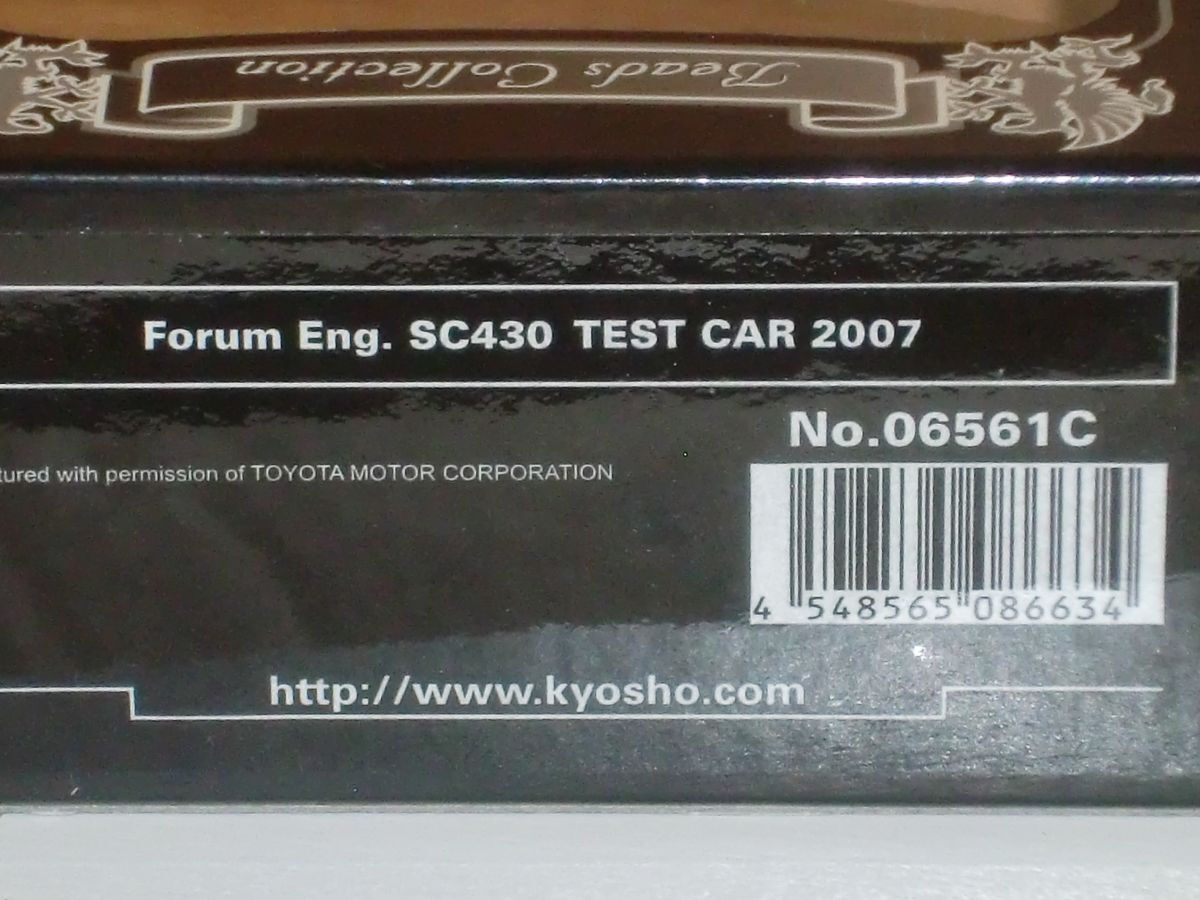 Beads Collection
Forum Eng. SC430 TEST CAR 2007
No.06561C
tured with permission of TOYOTA MOTOR CORPORATION
4 548565 086634
http://www.kyosho.com